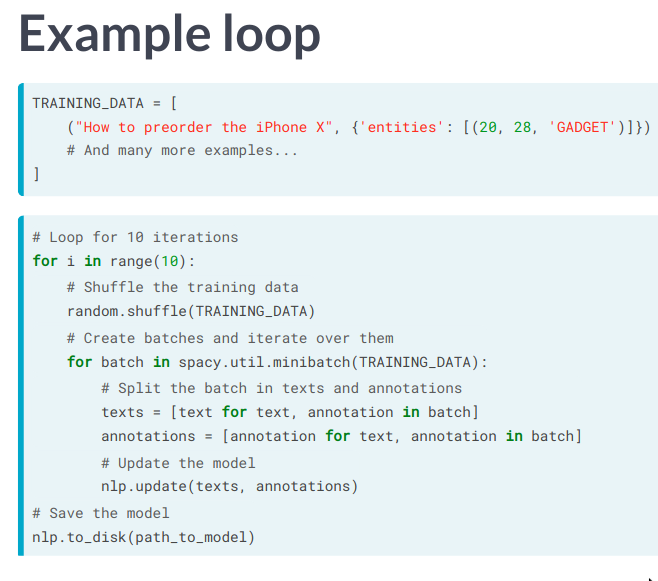 Example loop
TRAINING_DATA = [
    ("How to preorder the iPhone X", {'entities': [(20, 28, 'GADGET')]})
    # And many more examples...
]
# Loop for 10 iterations
for i in range(10):
    # Shuffle the training data
    random.shuffle(TRAINING_DATA)
    # Create batches and iterate over them
    for batch in spacy.util.minibatch(TRAINING_DATA):
        # Split the batch in texts and annotations
        texts = [text for text, annotation in batch]
        annotations = [annotation for text, annotation in batch]
        # Update the model
        nlp.update(texts, annotations)
# Save the model
nlp.to_disk(path_to_model)